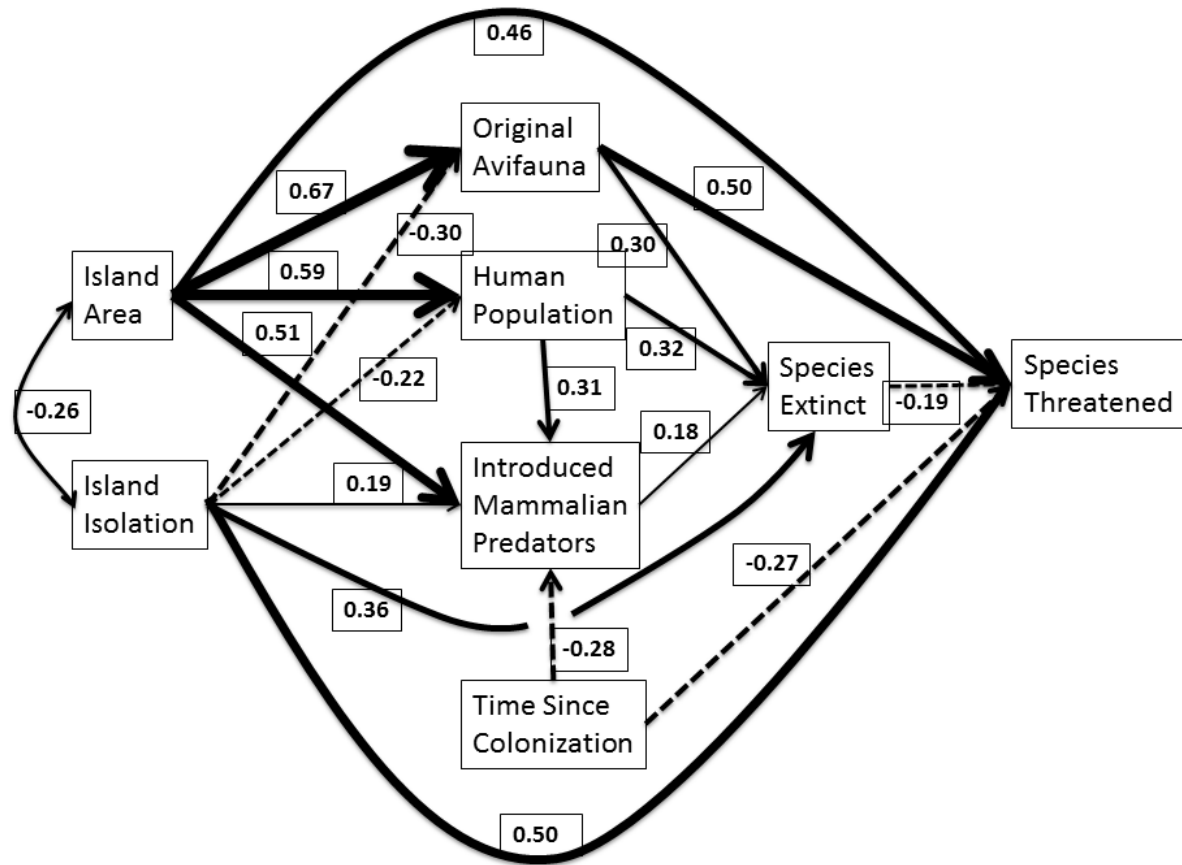 0.46
Original
Avifauna
0.67
0.50
-0.30
0.30
Island
Area
0.59
Human
Population
0.51
0.32
-0.22
0.31
Species
Extinct
-0.19
Species
Threatened
-0.26
0.18
Island
Isolation
0.19
Introduced
Mammalian
Predators
-0.27
0.36
-0.28
Time Since
Colonization
0.50